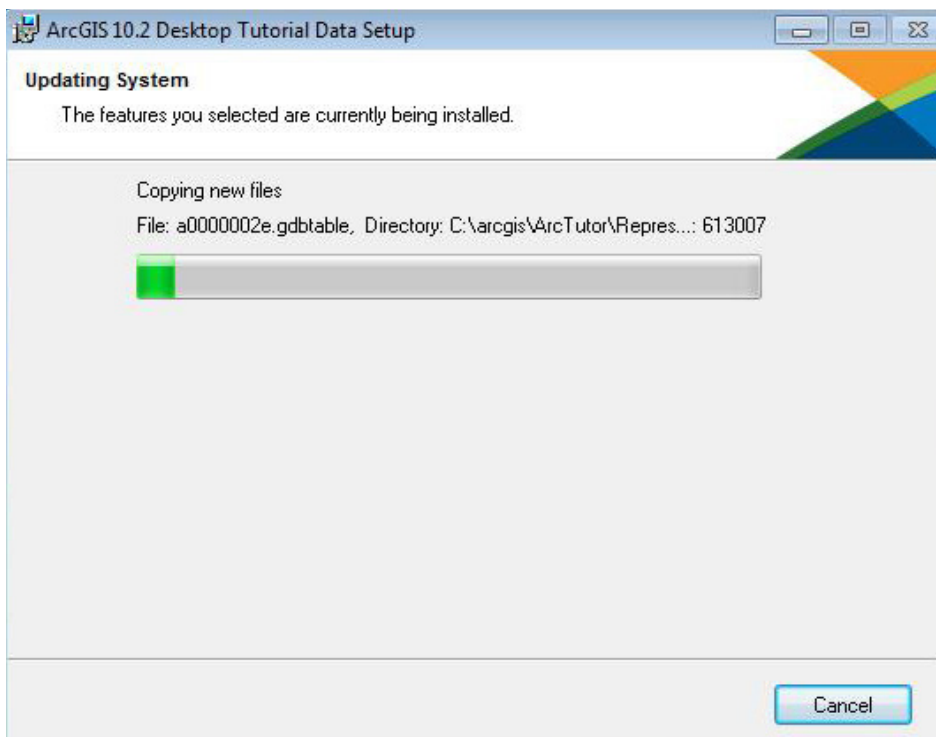 ArcGIS 10.2 Desktop Tutorial Data Setup
Updating System
The features you selected are currently being installed.
Copying new files
File: a0000002e.gdbtable, Directory: C:\arcgis\ArcTutor\Repres...: 613007
Cancel